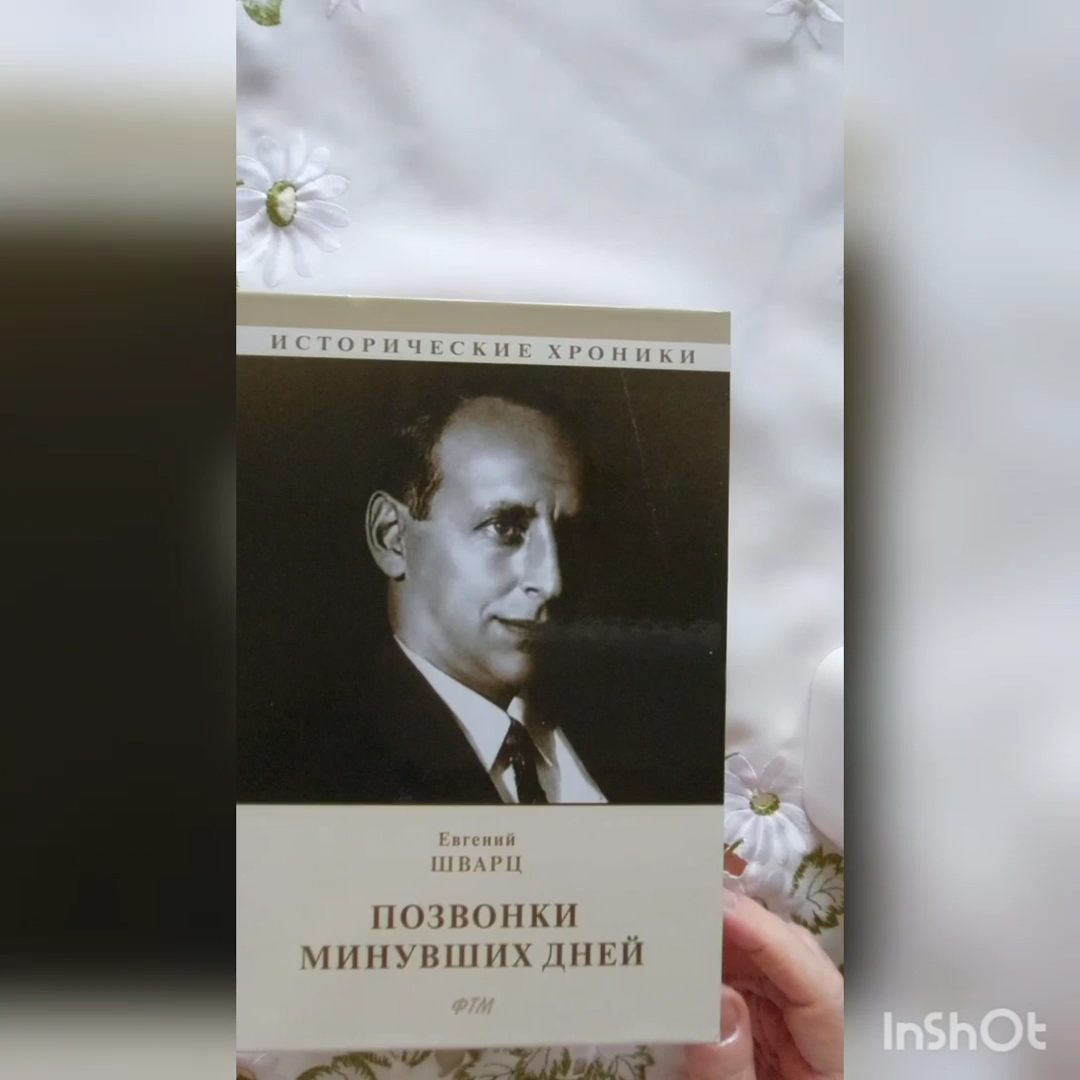 ИСТОРИЧЕСКИЕ ХРОНИКИ
Евгений
ШВАРЦ
ПОЗВОНКИ
МИНУВШИХ ДНЕЙ
ФТМ
InShOt